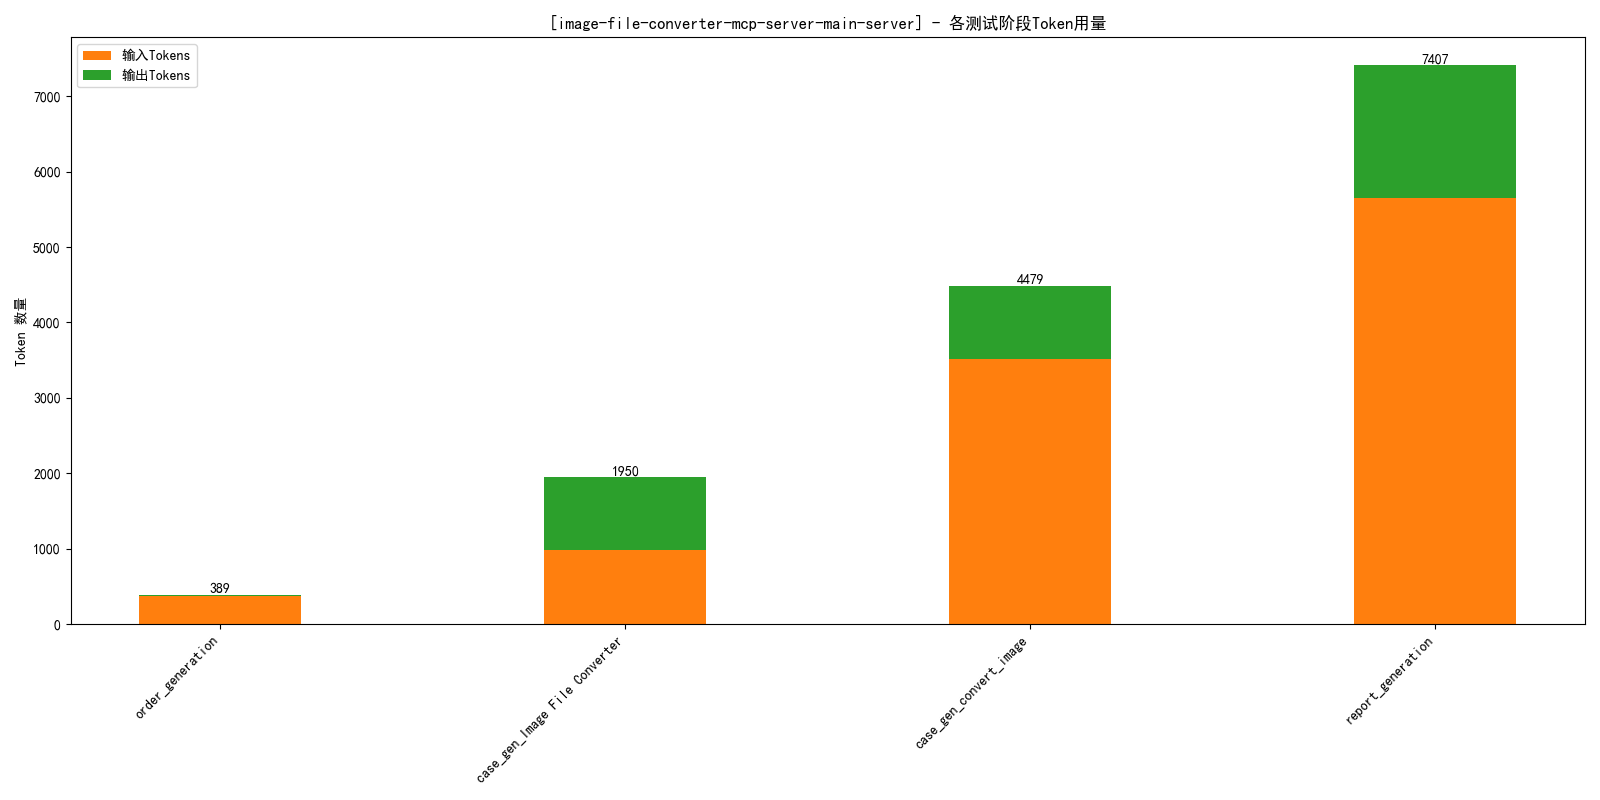 [image-file-converter-mcp-server-main-server] - 各测试阶段Token用量
输入Tokens
输出Tokens
Token 数量
7000
6000
5000
4000
3000
2000
1000
0
389
1950
4479
7407
order_generation
case_gen_Image File Converter
case_gen_convert_image
report_generation